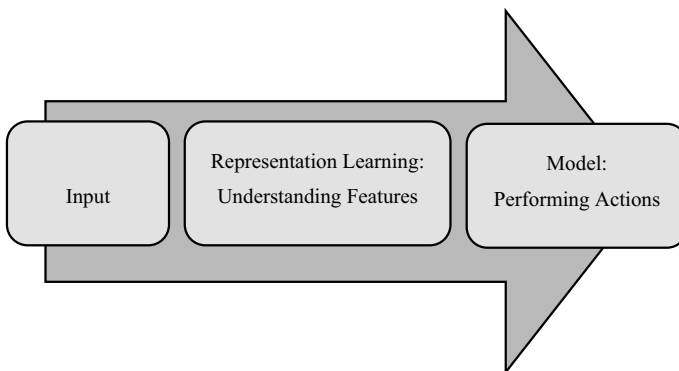 Input
Representation Learning:
Understanding Features
Model:
Performing Actions